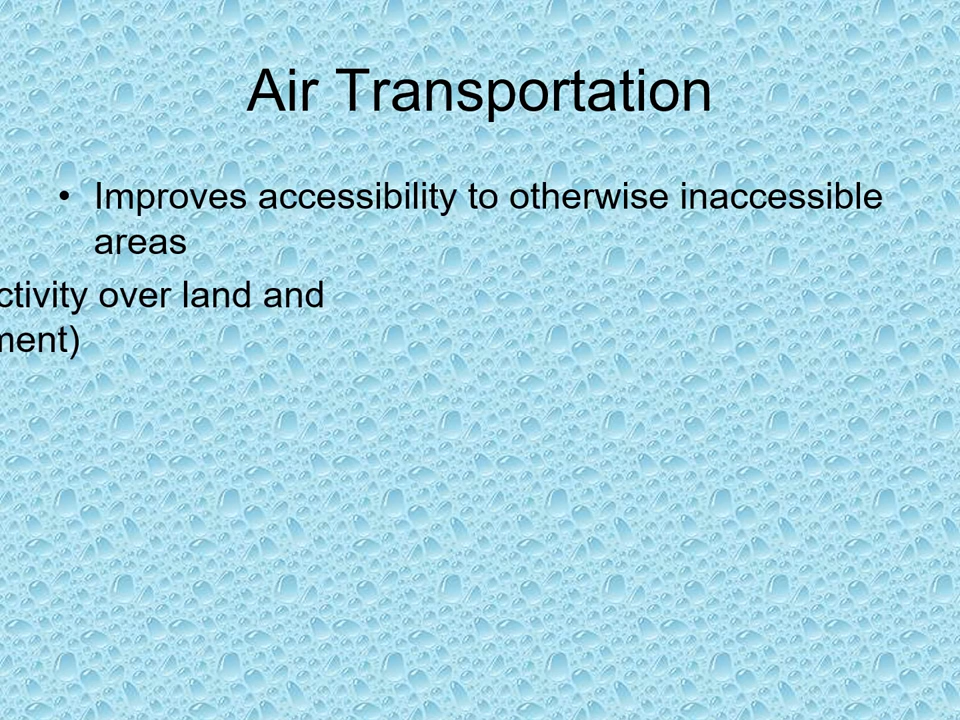 Air Transportation
• Improves accessibility to otherwise inaccessible
areas
ctivity over land and
ment)